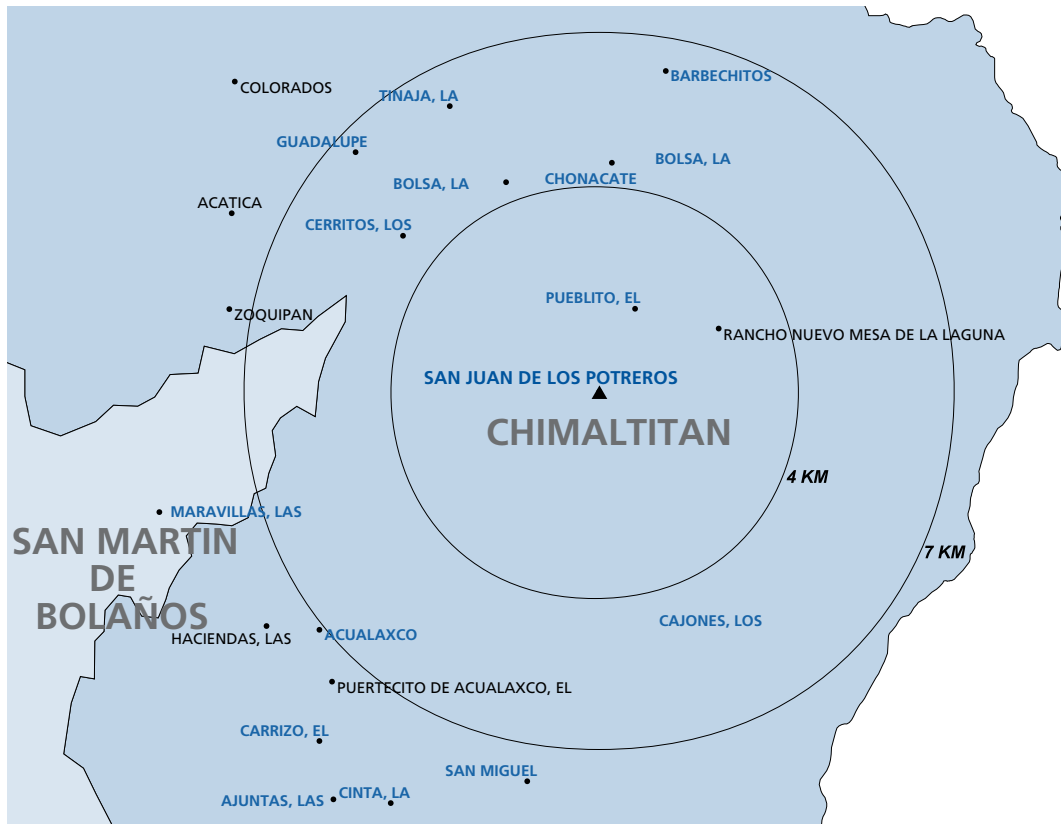 BARBECHITOS
COLORADOS
TINAJA, LA
GUADALUPE
BOLSA, LA
BOLSA, LA
CHONACATE
ACATICA
CERRITOS, LOS
PUEBLITO, EL
ZOQUIPAN
RANCHO NUEVO MESA DE LA LAGUNA
SAN JUAN DE LOS POTREROS
CHIMALTITAN
4 KM
MARAVILLAS, LAS
SAN MARTIN
DE
BOLAÑOS
7 KM
CAJONES, LOS
HACIENDAS, LAS
ACUALAXCO
PUERTECITO DE ACUALAXCO, EL
CARRIZO, EL
SAN MIGUEL
CINTA, LA
AJUNTAS, LAS